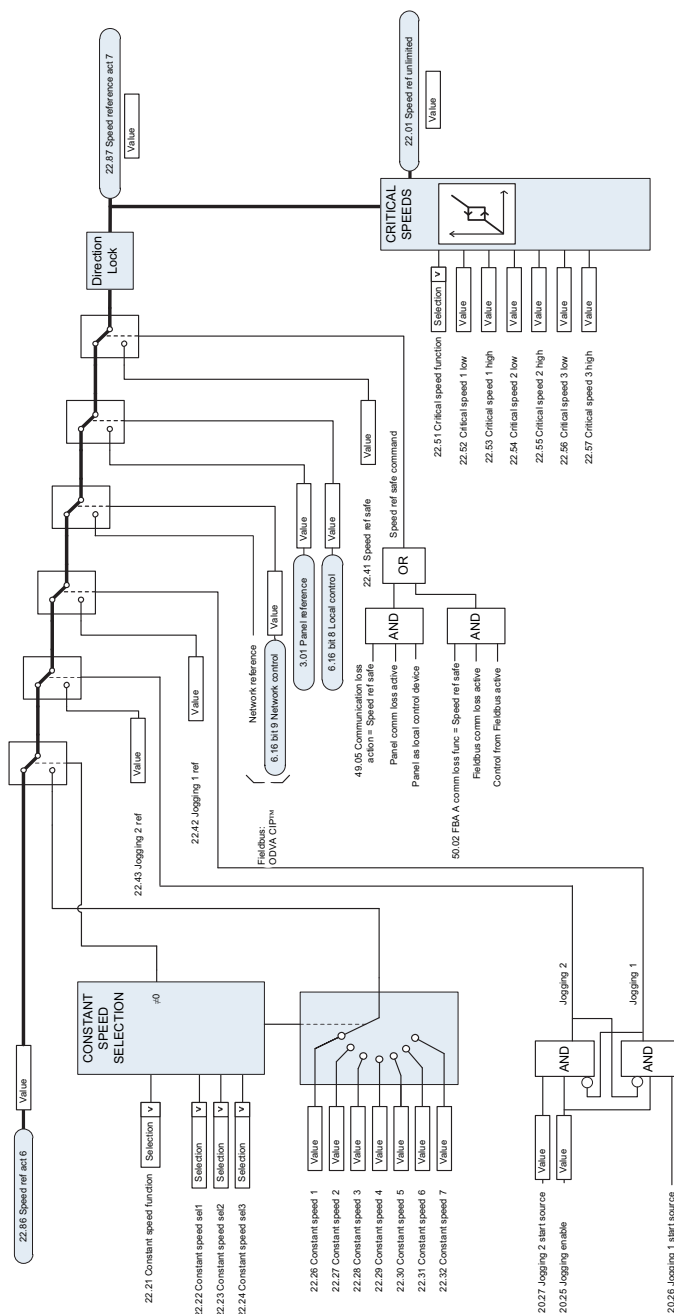 22.86 Speed ref act 6
Value
22.21 Constant speed function
Selection
v
22.22 Constant speed sel1
Selection
v
22.23 Constant speed sel2
Selection
v
22.24 Constant speed sel3
Selection
v
CONSTANT
SPEED
SELECTION
≠0
22.26 Constant speed 1
Value
22.27 Constant speed 2
Value
22.28 Constant speed 3
Value
22.29 Constant speed 4
Value
22.30 Constant speed 5
Value
22.31 Constant speed 6
Value
22.32 Constant speed 7
Value
20.27 Jogging 2 start source
Value
20.25 Jogging enable
Value
20.26 Jogging 1 start source
AND
AND
Jogging 2
Jogging 1
22.43 Jogging 2 ref
Value
22.42 Jogging 1 ref
Value
Fieldbus:
ODVA CIP™
Network reference
6.16 bit 9 Network control
Value
3.01 Panel reference
Value
6.16 bit 8 Local control
Value
22.41 Speed ref safe
Value
49.05 Communication loss
action = Speed ref safe
Panel comm loss active
Panel as local control device
AND
50.02 FBA A comm loss func = Speed ref safe
Fieldbus comm loss active
Control from Fieldbus active
AND
OR
Speed ref safe command
Direction
Lock
22.87 Speed reference act 7
Value
22.51 Critical speed function
Selection
v
22.52 Critical speed 1 low
Value
22.53 Critical speed 1 high
Value
22.54 Critical speed 2 low
Value
22.55 Critical speed 2 high
Value
22.56 Critical speed 3 low
Value
22.57 Critical speed 3 high
Value
CRITICAL
SPEEDS
22.01 Speed ref unlimited
Value